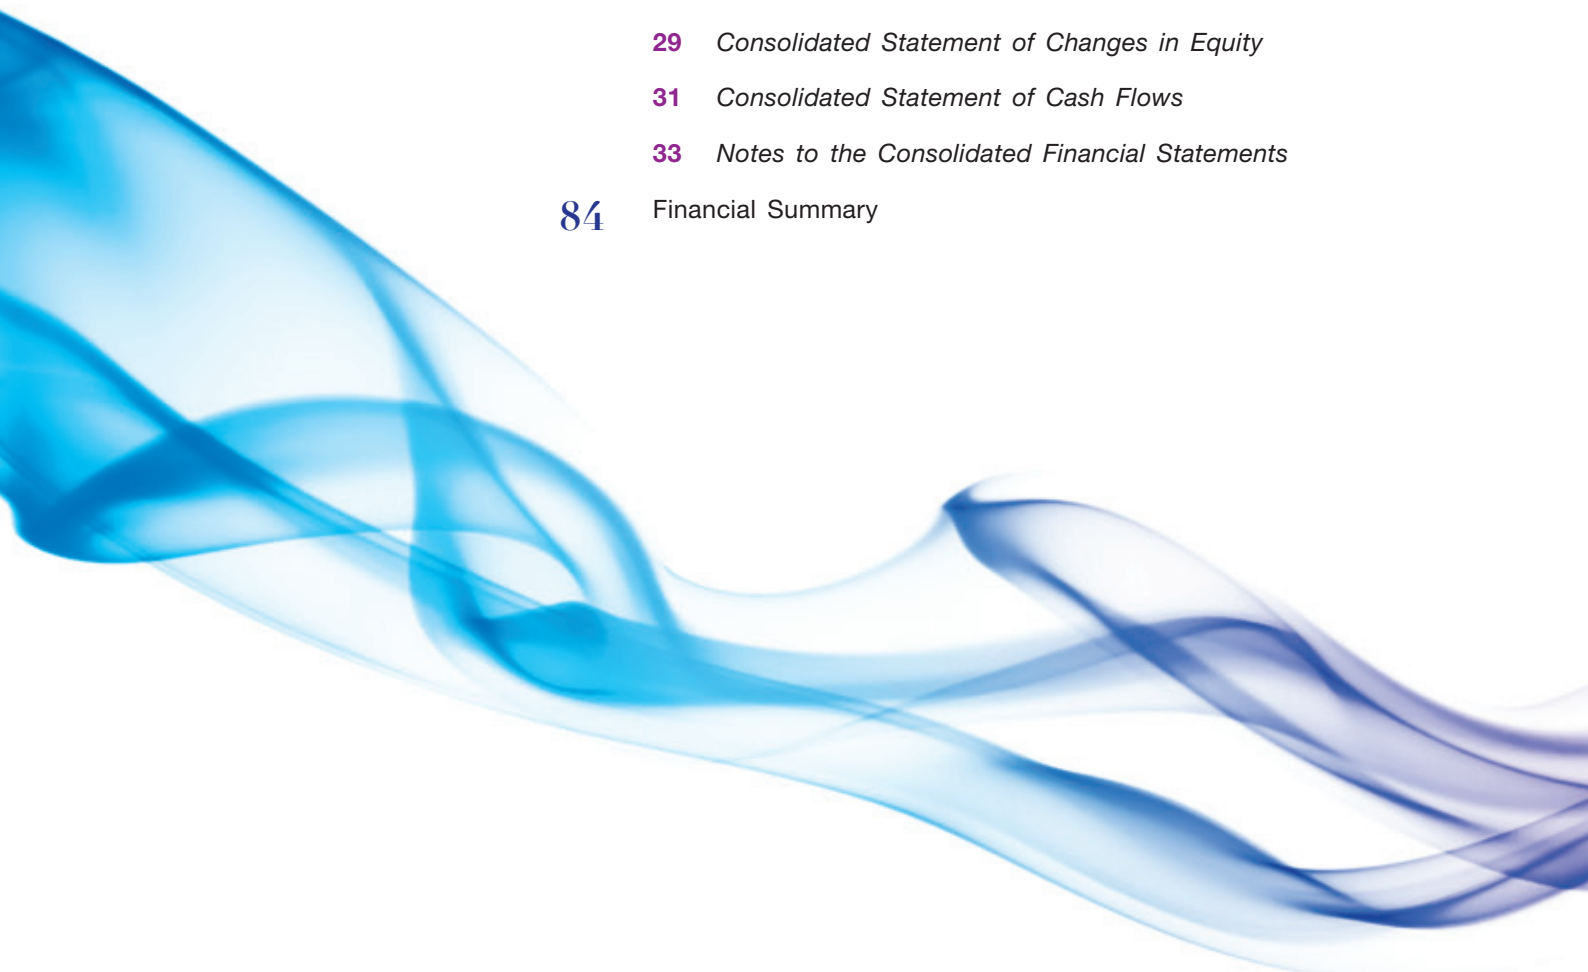 29 Consolidated Statement of Changes in Equity
31 Consolidated Statement of Cash Flows
33 Notes to the Consolidated Financial Statements
84 Financial Summary